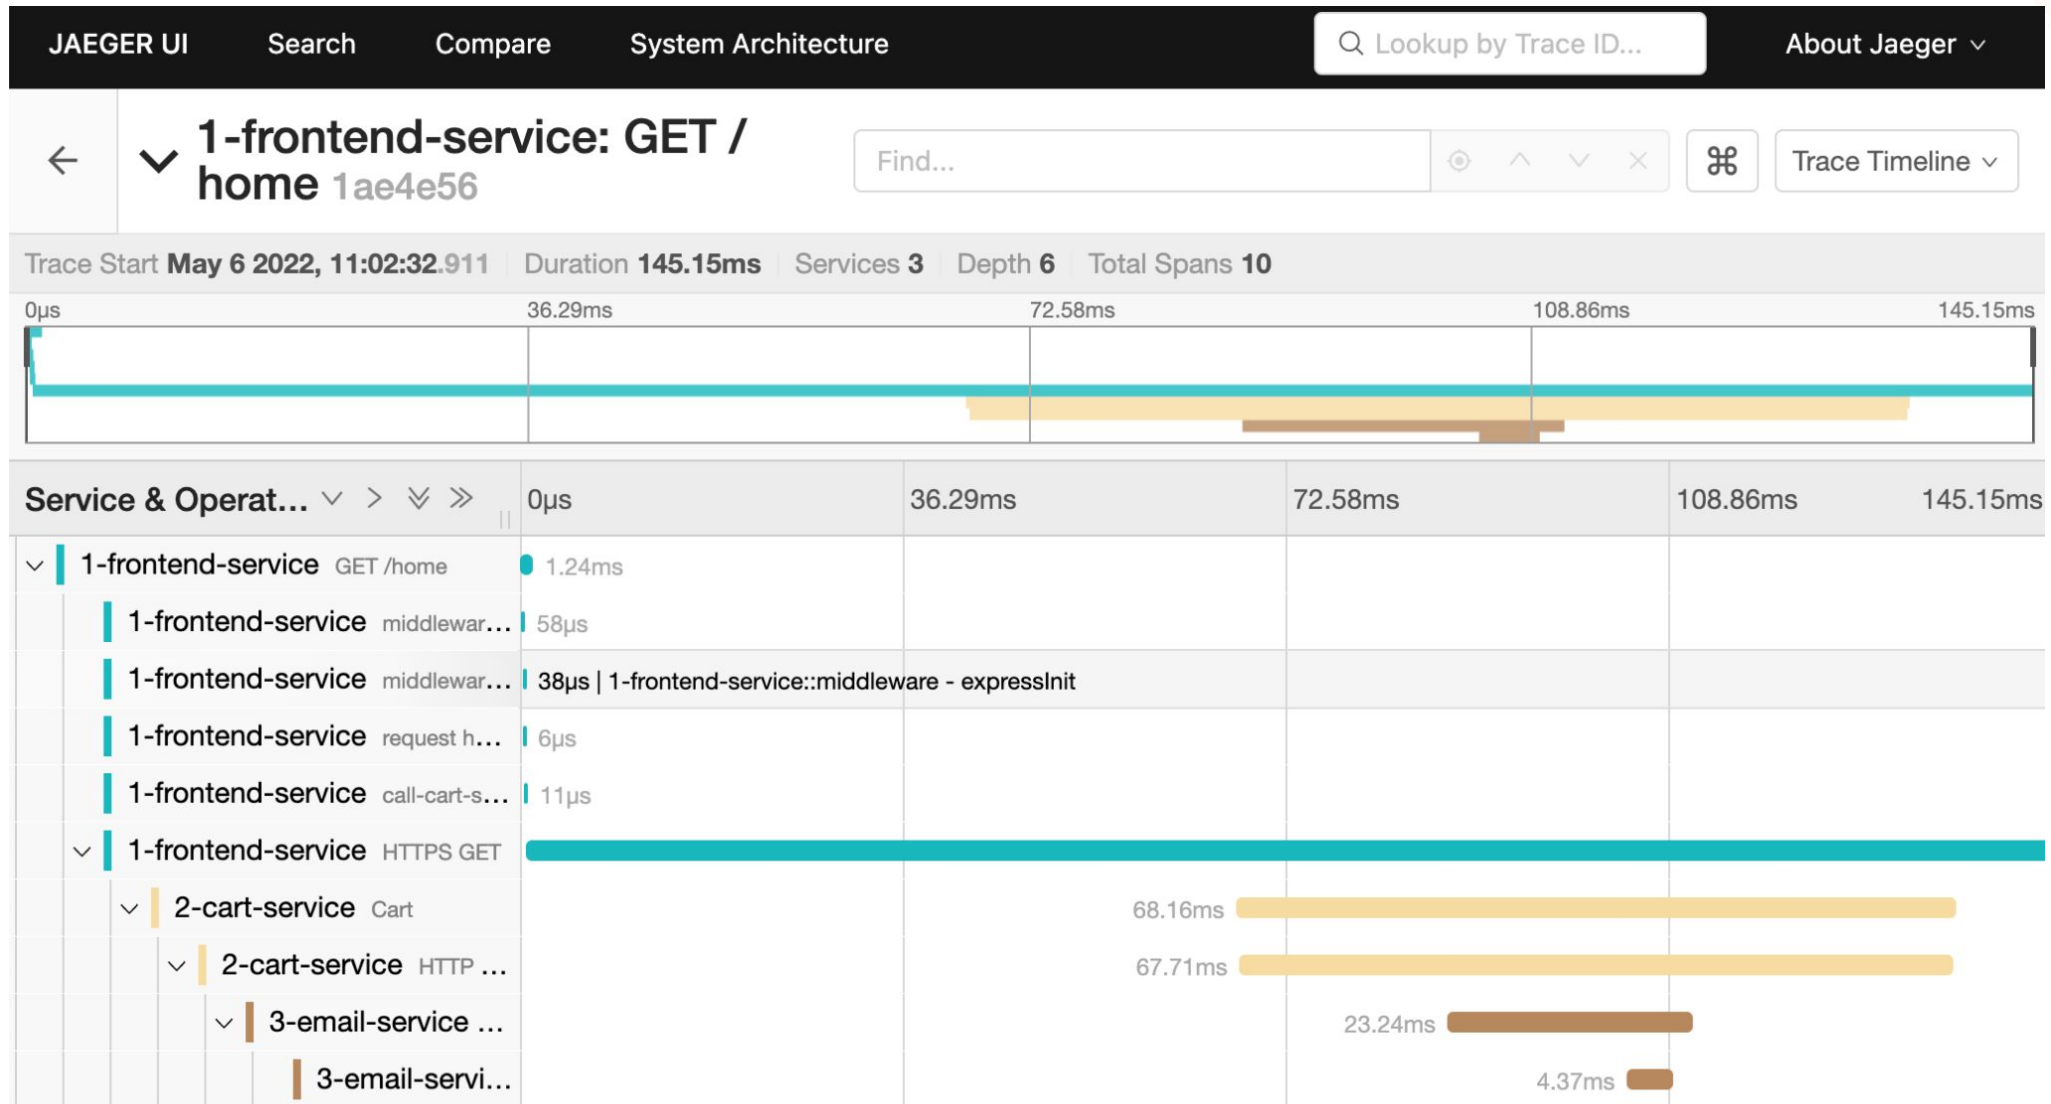 JAEGER UI Search Compare System Architecture Lookup by Trace ID... About Jaeger
1-frontend-service: GET /
home 1ae4e56
Find...
Trace Timeline
Trace Start May 6 2022, 11:02:32.911 Duration 145.15ms Services 3 Depth 6 Total Spans 10
0μs 36.29ms 72.58ms 108.86ms 145.15ms
Service & Operat... 0μs 36.29ms 72.58ms 108.86ms 145.15ms
1-frontend-service GET /home 1.24ms
1-frontend-service middlewar... 58μs
1-frontend-service middlewar... 38μs | 1-frontend-service::middleware - expressInit
1-frontend-service request h... 6μs
1-frontend-service call-cart-s... 11μs
1-frontend-service HTTPS GET
2-cart-service Cart 68.16ms
2-cart-service HTTP ... 67.71ms
3-email-service ... 23.24ms
3-email-servi... 4.37ms